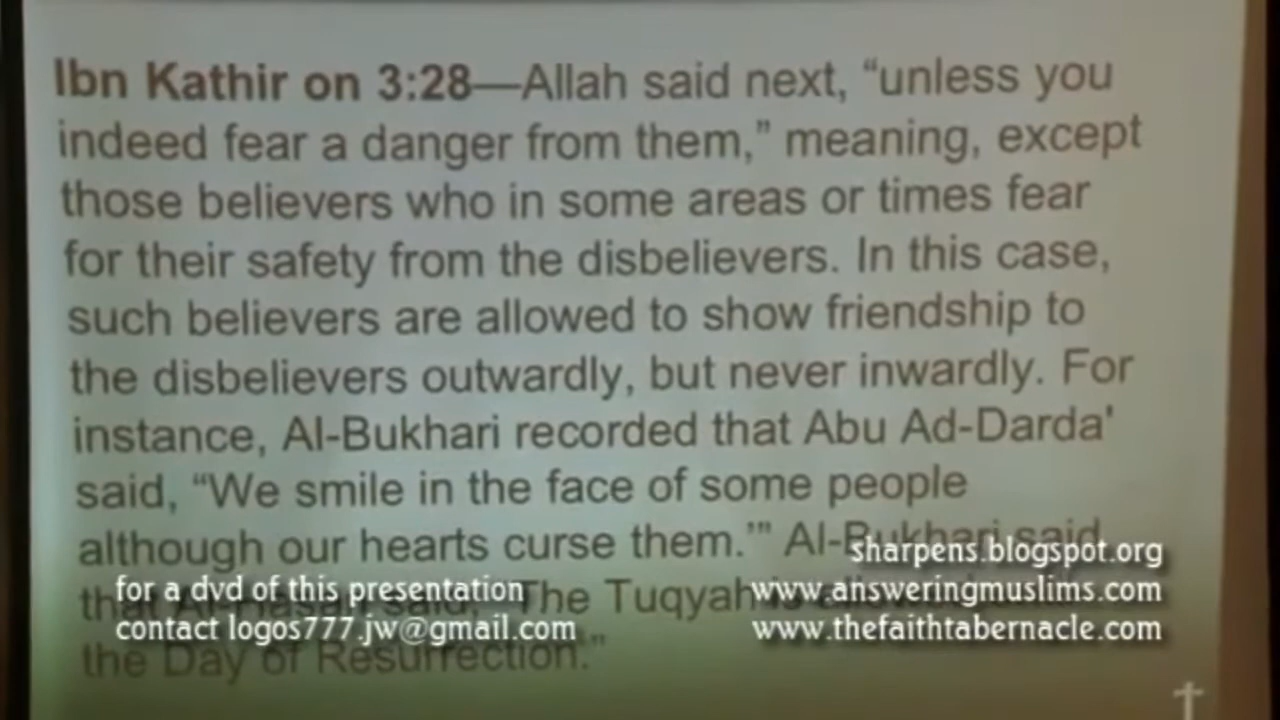 Ibn Kathir on 3:28—Allah said next, “unless you
indeed fear a danger from them,” meaning, except
those believers who in some areas or times fear
for their safety from the disbelievers. In this case,
such believers are allowed to show friendship to
the disbelievers outwardly, but never inwardly. For
instance, Al-Bukhari recorded that Abu Ad-Darda'
said, “We smile in the face of some people
although our hearts curse them.'” Al-Bukhari said
that Al-Hasan said, “The Tuqyah
the Day of Resurrection.”
for a dvd of this presentation
contact logos777.jw@gmail.com
sharpens.blogspot.org
www.answeringmuslims.com
www.thefaithtabernacle.com